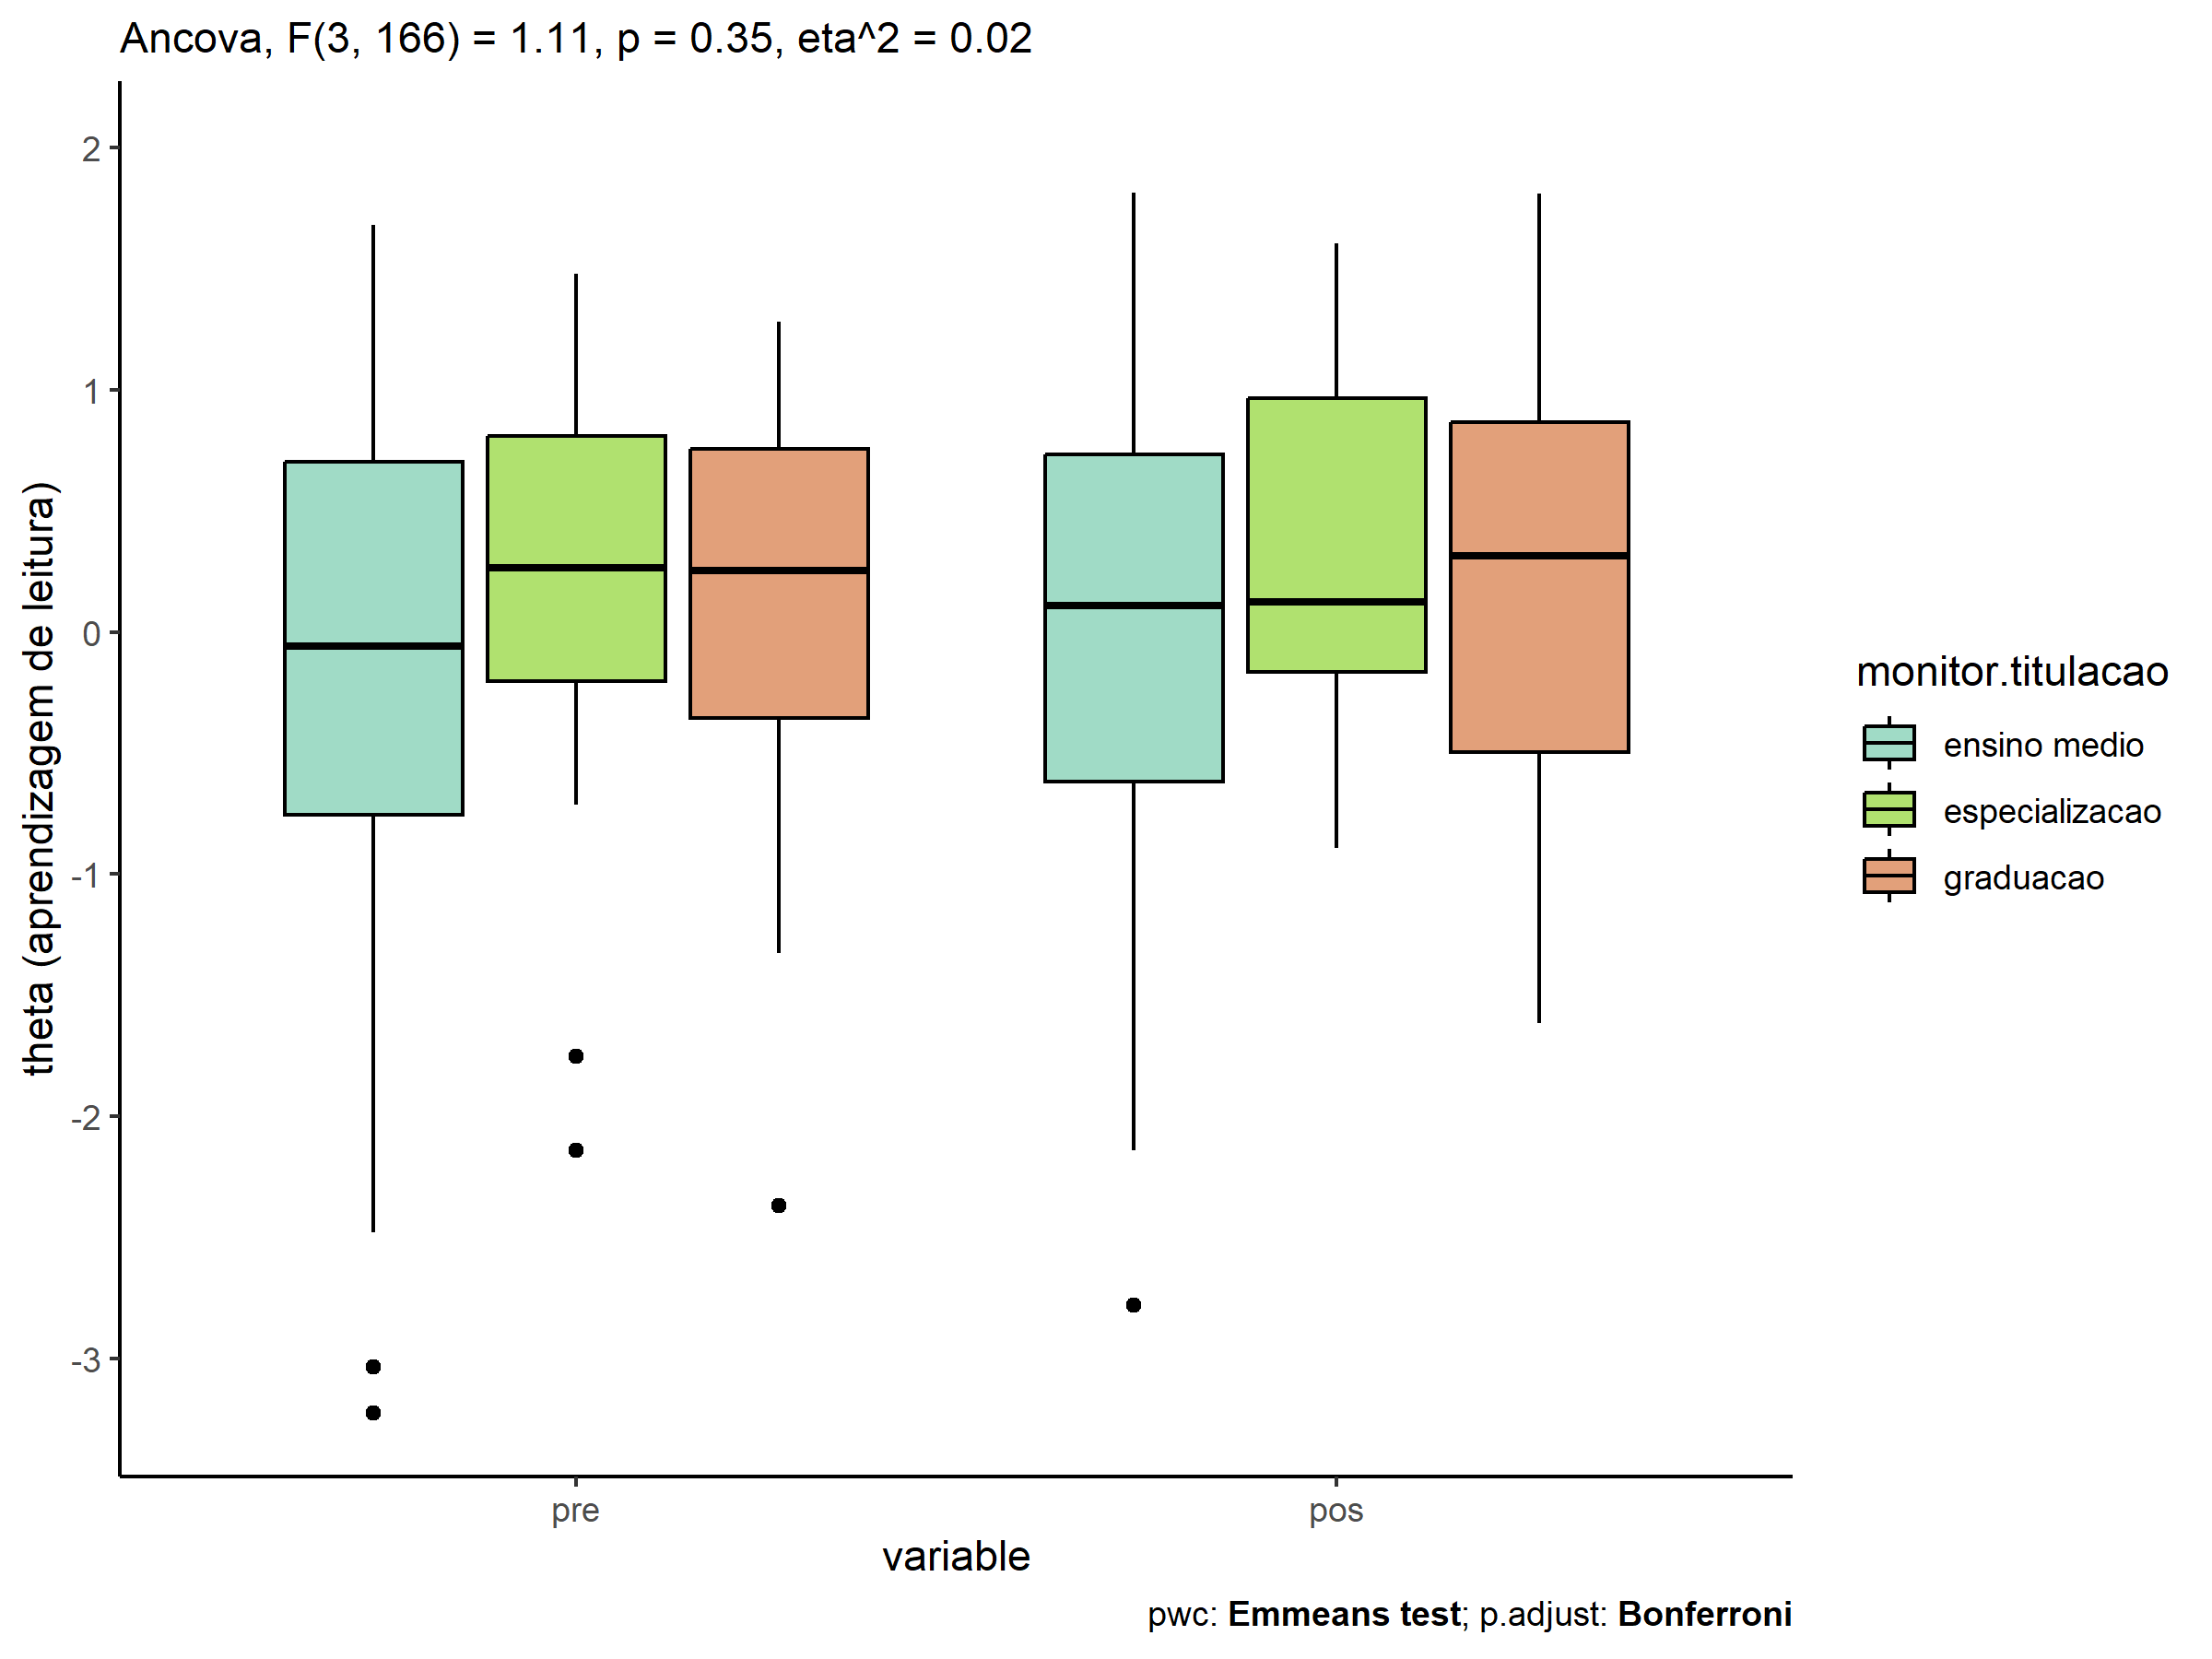 Ancova, F(3, 166) = 1.11, p = 0.35, eta^2 = 0.02
theta (aprendizagem de leitura)
2
1
0
-1
-2
-3
pre
pos
variable
monitor.titulacao
ensino medio
especializacao
graduacao
pwc: Emmeans test; p.adjust: Bonferroni